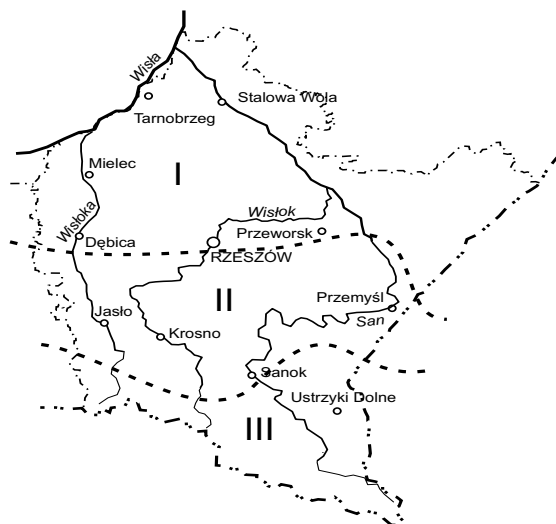 Wisła
Stalowa Wola
Tarnobrzeg
Mielec
I
Wisłok
Wisłoka
Przeworsk
Dębica
RZESZÓW
II
Przemyśl
Jasło
San
Krosno
Sanok
Ustrzyki Dolne
III